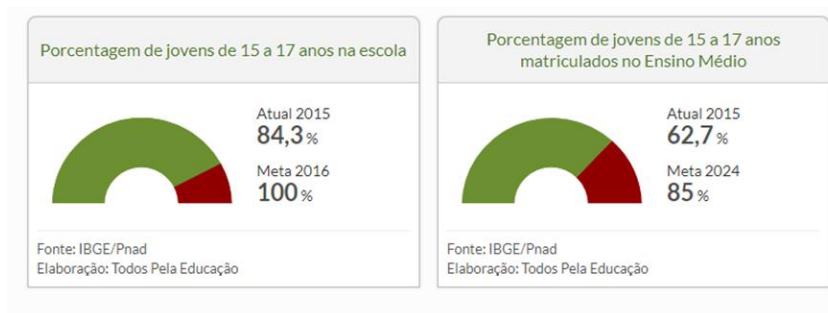 Porcentagem de jovens de 15 a 17 anos na escola
Atual 2015
84,3 %
Meta 2016
100 %
Fonte: IBGE/Pnad
Elaboração: Todos Pela Educação
Porcentagem de jovens de 15 a 17 anos
matriculados no Ensino Médio
Atual 2015
62,7 %
Meta 2024
85 %
Fonte: IBGE/Pnad
Elaboração: Todos Pela Educação